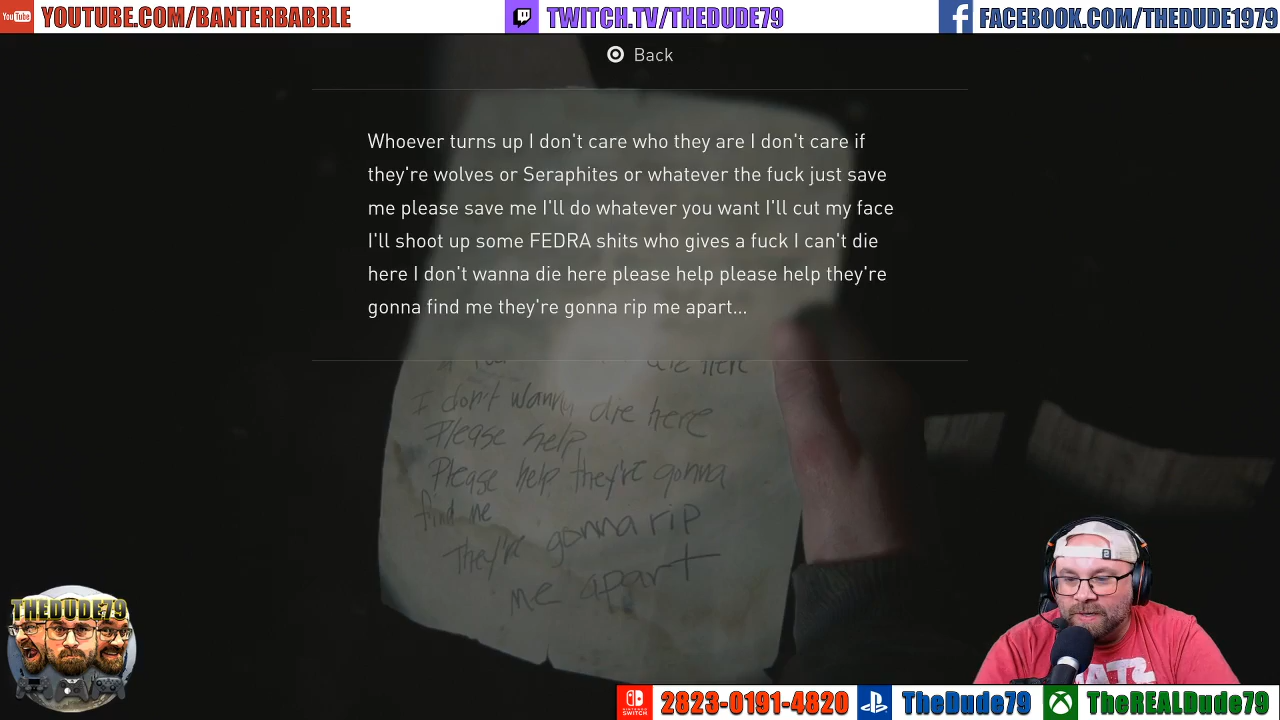 YouTube
YOUTUBE.COM/BANTERBABBLE
TWITCH.TV/THEDUDE79
FACEBOOK.COM/THEDUDE1979
Back
Whoever turns up I don't care who they are I don't care if
they're wolves or Seraphites or whatever the fuck just save
me please save me I'll do whatever you want I'll cut my face
I'll shoot up some FEDRA shits who gives a fuck I can't die
here I don't wanna die here please help please help they're
gonna find me they're gonna rip me apart...
die here
I don't wanna die here
Please help
Please help they're gonna
find me
They're gonna rip
me apart
THEDUDE79
NINTENDO
SWITCH
2823-0191-4820
TheDude79
TheREALDude79